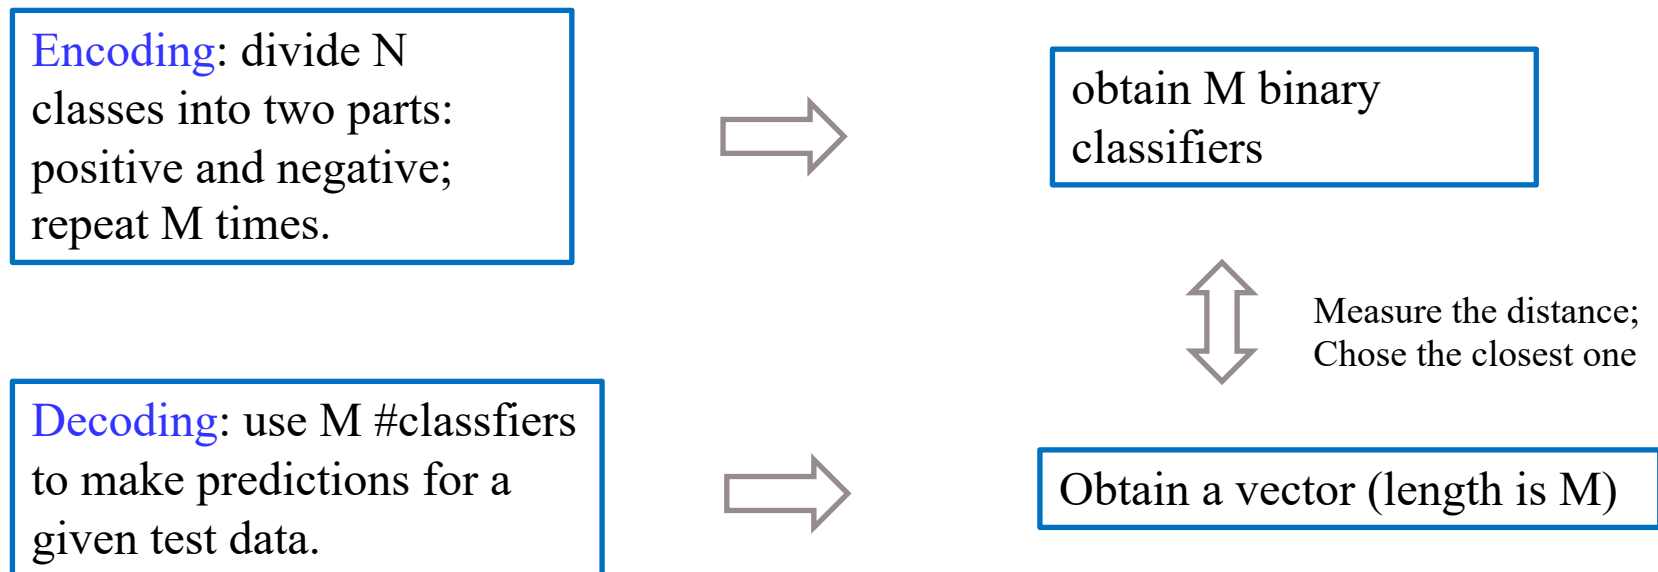 Encoding: divide N
classes into two parts:
positive and negative;
repeat M times.
obtain M binary
classifiers
Measure the distance;
Chose the closest one
Decoding: use M #classfiers
to make predictions for a
given test data.
Obtain a vector (length is M)